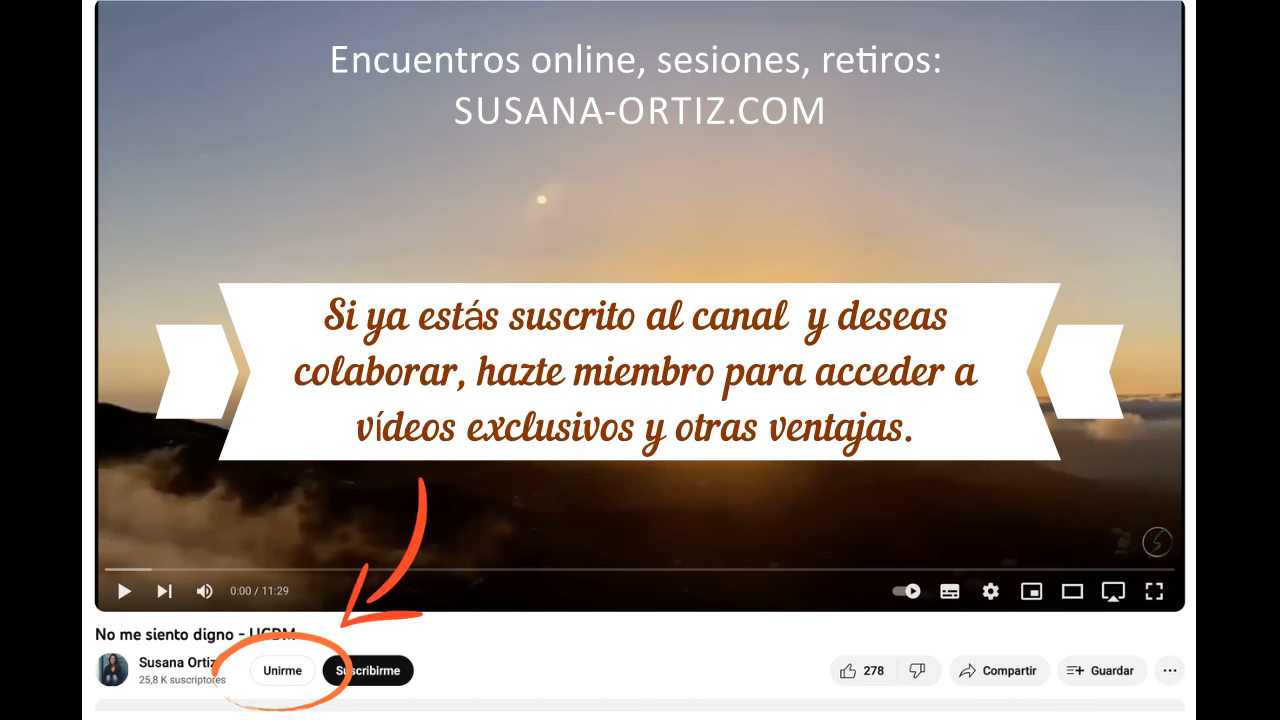 Encuentros online, sesiones, retiros:
SUSANA-ORTIZ.COM
Si ya estás suscrito al canal y deseas
colaborar, hazte miembro para acceder a
vídeos exclusivos y otras ventajas.
0:00 / 11:29
No me siento digno - UCDM
Susana Ortiz
25,8 K suscriptores
Unirme
Suscribirme
278
Compartir
Guardar